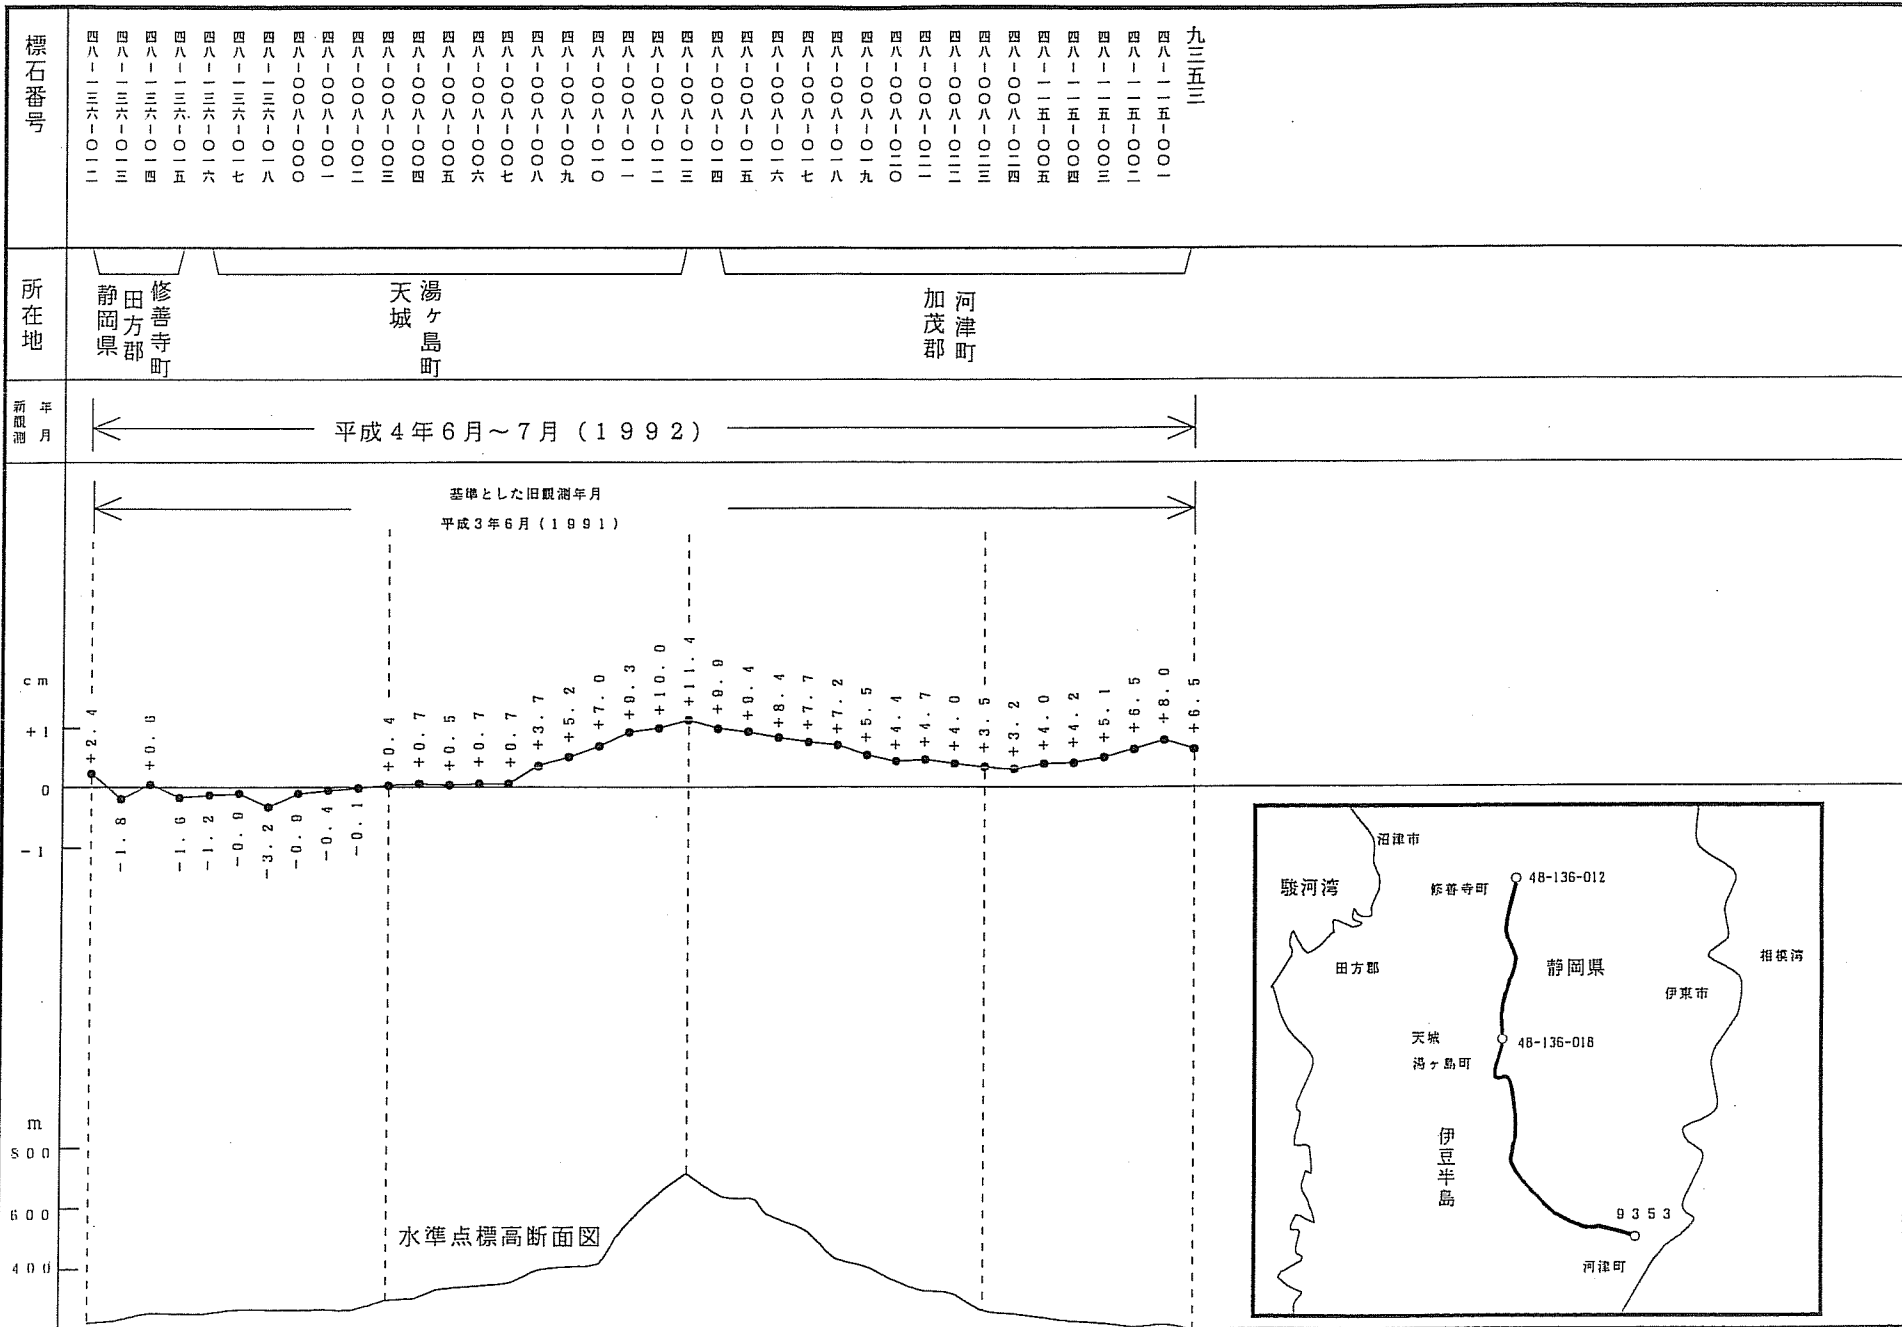 標石番号
四八-一三六-〇一二
四八-一三六-〇一三
四八-一三六-〇一四
四八-一三六-〇一五
四八-一三六-〇一六
四八-一三六-〇一七
四八-一三六-〇一八
四八-〇〇八-〇〇〇
四八-〇〇八-〇〇一
四八-〇〇八-〇〇二
四八-〇〇八-〇〇三
四八-〇〇八-〇〇四
四八-〇〇八-〇〇五
四八-〇〇八-〇〇六
四八-〇〇八-〇〇七
四八-〇〇八-〇〇八
四八-〇〇八-〇〇九
四八-〇〇八-〇一〇
四八-〇〇八-〇一一
四八-〇〇八-〇一二
四八-〇〇八-〇一三
四八-〇〇八-〇一四
四八-〇〇八-〇一五
四八-〇〇八-〇一六
四八-〇〇八-〇一七
四八-〇〇八-〇一八
四八-〇〇八-〇一九
四八-〇〇八-〇二〇
四八-〇〇八-〇二一
四八-〇〇八-〇二二
四八-〇〇八-〇二三
四八-〇〇八-〇二四
四八-一一五-〇〇五
四八-一一五-〇〇四
四八-一一五-〇〇三
四八-一一五-〇〇二
四八-一一五-〇〇一
九三五三
所在地
静岡県
田方郡
修善寺町
天城
湯ヶ島町
加茂郡
河津町
新観測
年月
平成4年6月～7月(1992)
基準とした旧観測年月
平成3年6月(1991)
cm
+1
0
-1
+2.4
-1.8
+0.6
-1.6
-1.2
-0.9
-3.2
-0.9
-0.4
-0.1
+0.4
+0.7
+0.5
+0.7
+0.7
+3.7
+5.2
+7.0
+9.3
+10.0
+11.4
+9.9
+9.4
+8.4
+7.7
+7.2
+5.5
+4.4
+4.7
+4.0
+3.5
+3.2
+4.0
+4.2
+5.1
+6.5
+8.0
+6.5
m
800
600
400
水準点標高断面図
沼津市
駿河湾
修善寺町
48-136-012
田方郡
静岡県
相模湾
伊東市
天城
湯ヶ島町
48-136-018
伊豆半島
9353
河津町